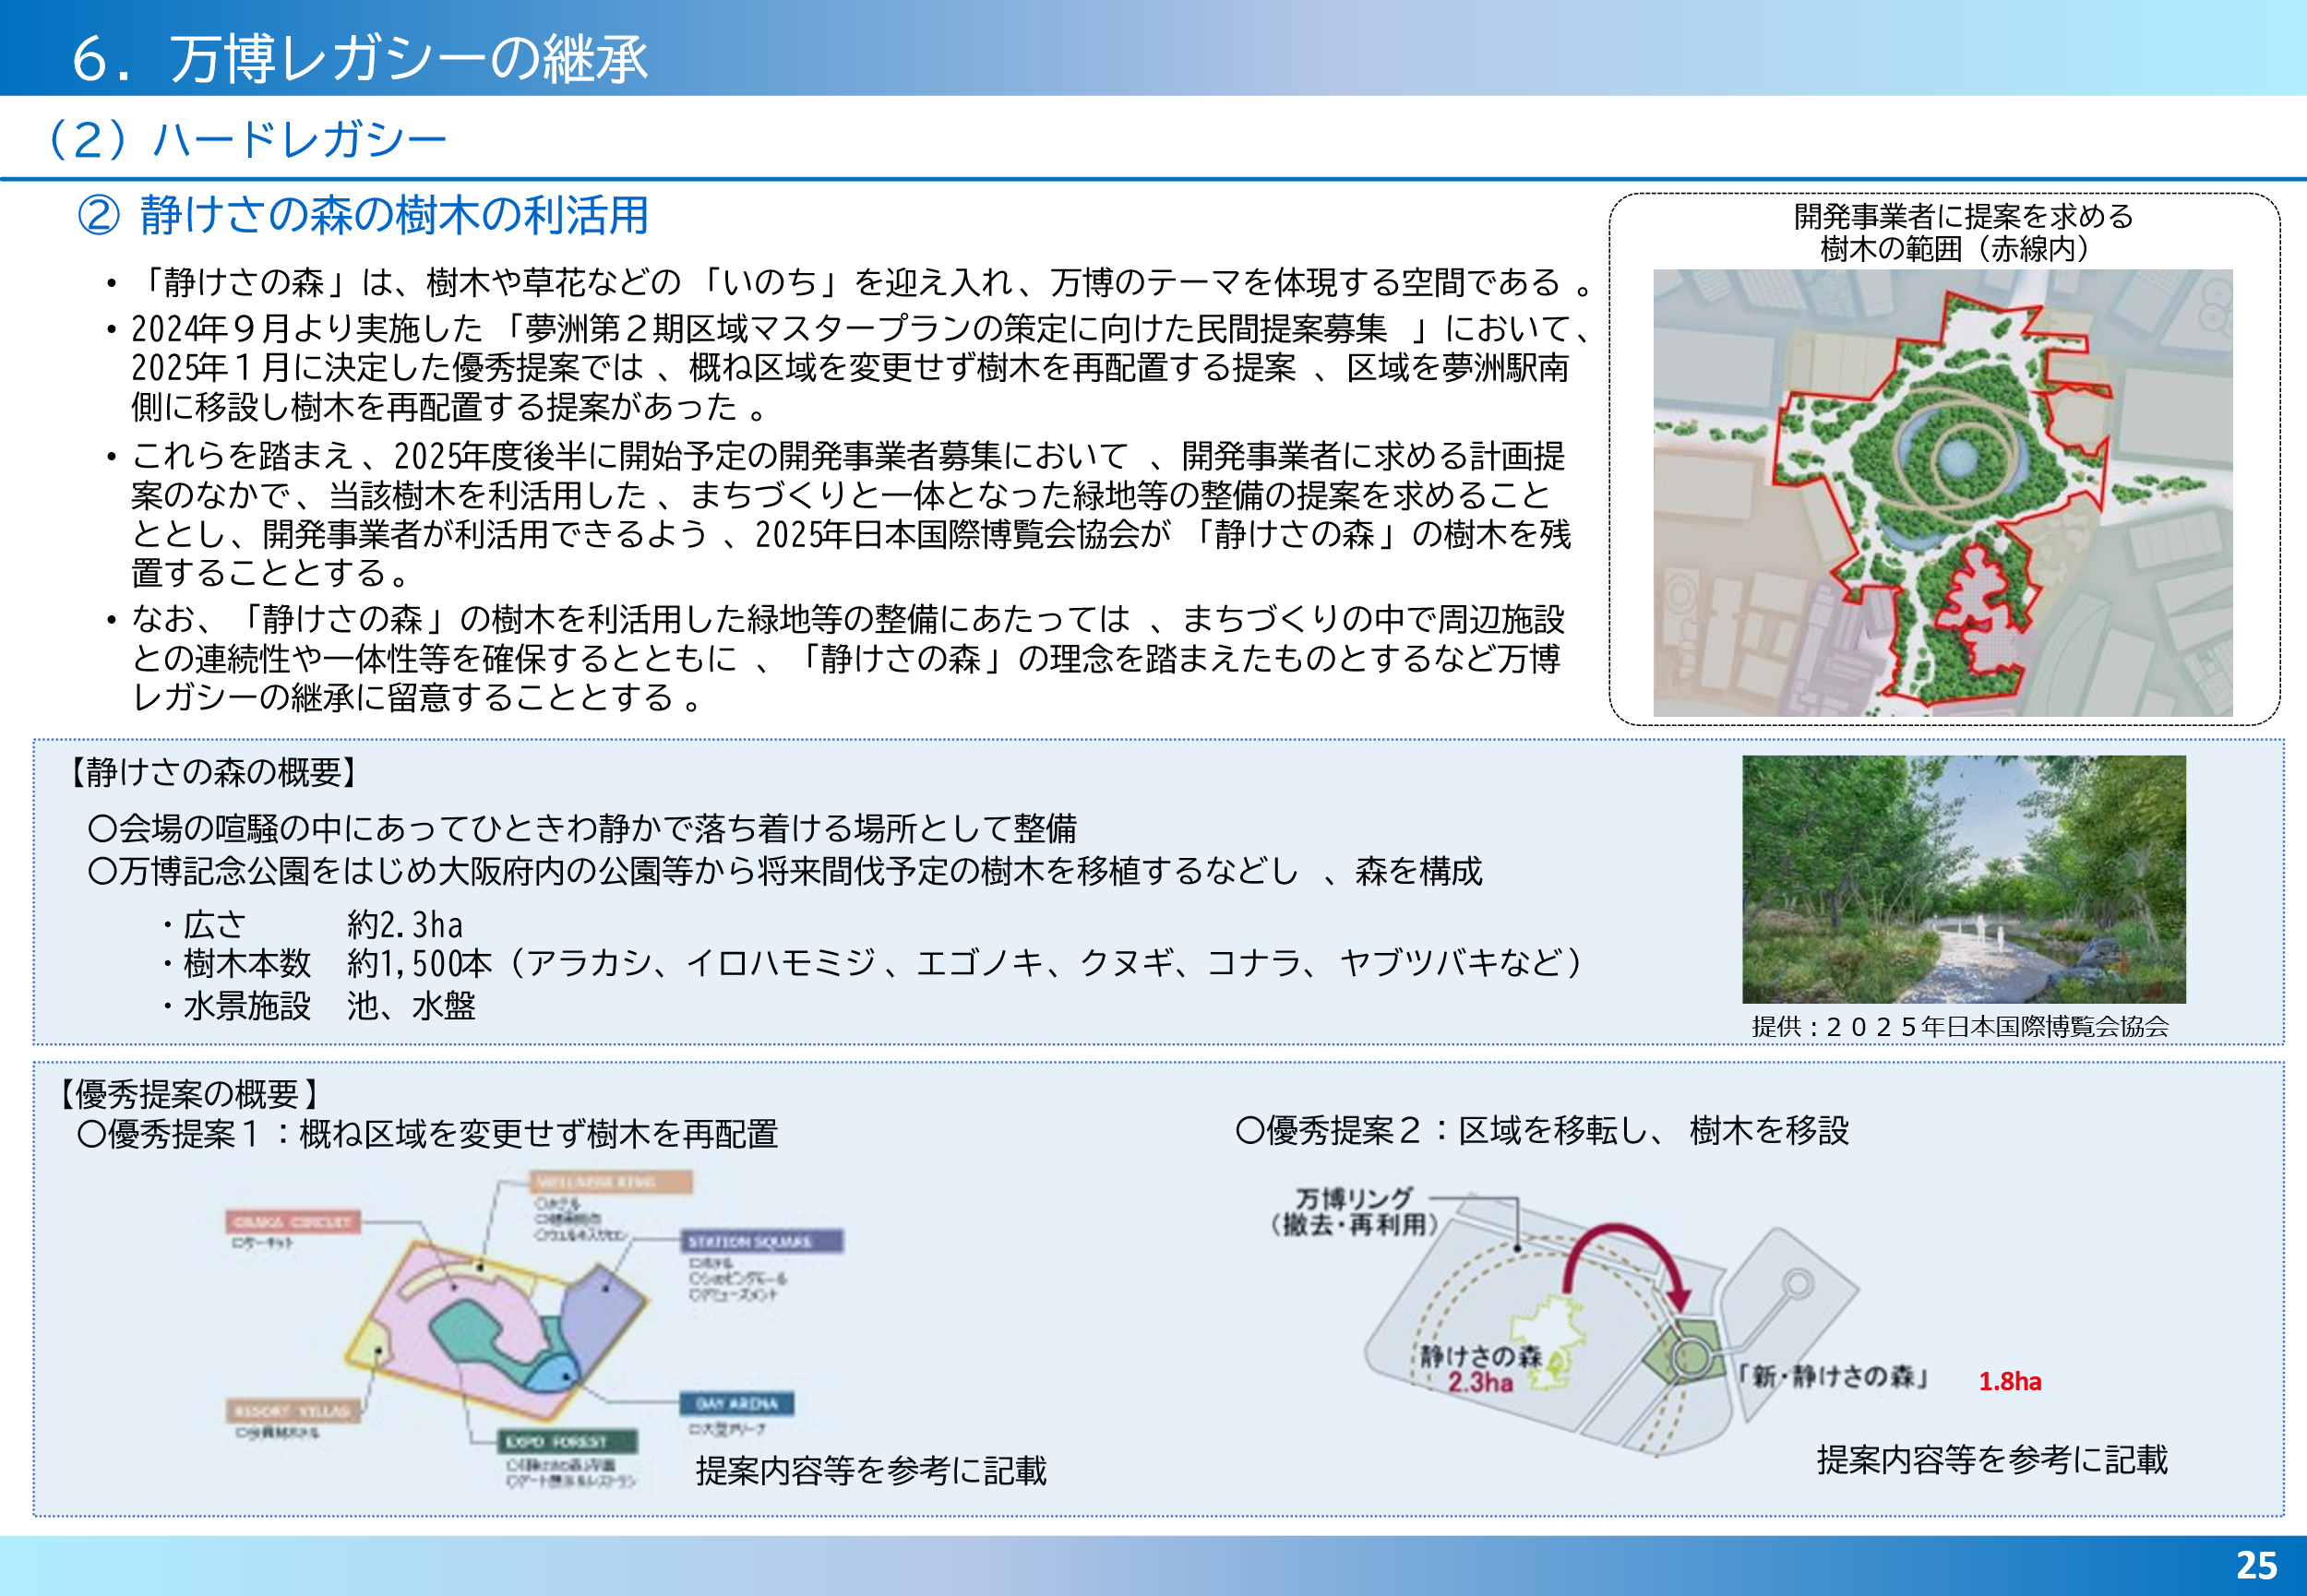 ６．万博レガシーの継承
（２）ハードレガシー
② 静けさの森の樹木の利活用
・「静けさの森」は、樹木や草花などの「いのち」を迎え入れ、万博のテーマを体現する空間である。
・2024年９月より実施した「夢洲第２期区域マスタープランの策定に向けた民間提案募集」において、
2025年１月に決定した優秀提案では、概ね区域を変更せず樹木を再配置する提案、区域を夢洲駅南
側に移設し樹木を再配置する提案があった。
・これらを踏まえ、2025年度後半に開始予定の開発事業者募集において、開発事業者に求める計画提
案のなかで、当該樹木を利活用した、まちづくりと一体となった緑地等の整備の提案を求めること
ととし、開発事業者が利活用できるよう、2025年日本国際博覧会協会が「静けさの森」の樹木を残
置することとする。
・なお、「静けさの森」の樹木を利活用した緑地等の整備にあたっては、まちづくりの中で周辺施設
との連続性や一体性等を確保するとともに、「静けさの森」の理念を踏まえたものとするなど万博
レガシーの継承に留意することとする。
開発事業者に提案を求める
樹木の範囲（赤線内）
【静けさの森の概要】
〇会場の喧騒の中にあってひときわ静かで落ち着ける場所として整備
〇万博記念公園をはじめ大阪府内の公園等から将来間伐予定の樹木を移植するなどし、森を構成
・広さ　約2.3ha
・樹木本数　約1,500本（アラカシ、イロハモミジ、エゴノキ、クヌギ、コナラ、ヤブツバキなど）
・水景施設　池、水盤
提供：２０２５年日本国際博覧会協会
【優秀提案の概要】
〇優秀提案１：概ね区域を変更せず樹木を再配置
WELLNESS RING
OSAKA CIRCUIT
STATION SQUARE
RESORT VILLAS
BAY ARENA
EXPO FOREST
提案内容等を参考に記載
〇優秀提案２：区域を移転し、樹木を移設
万博リング
（撤去・再利用）
静けさの森
2.3ha
「新・静けさの森」 1.8ha
提案内容等を参考に記載
25